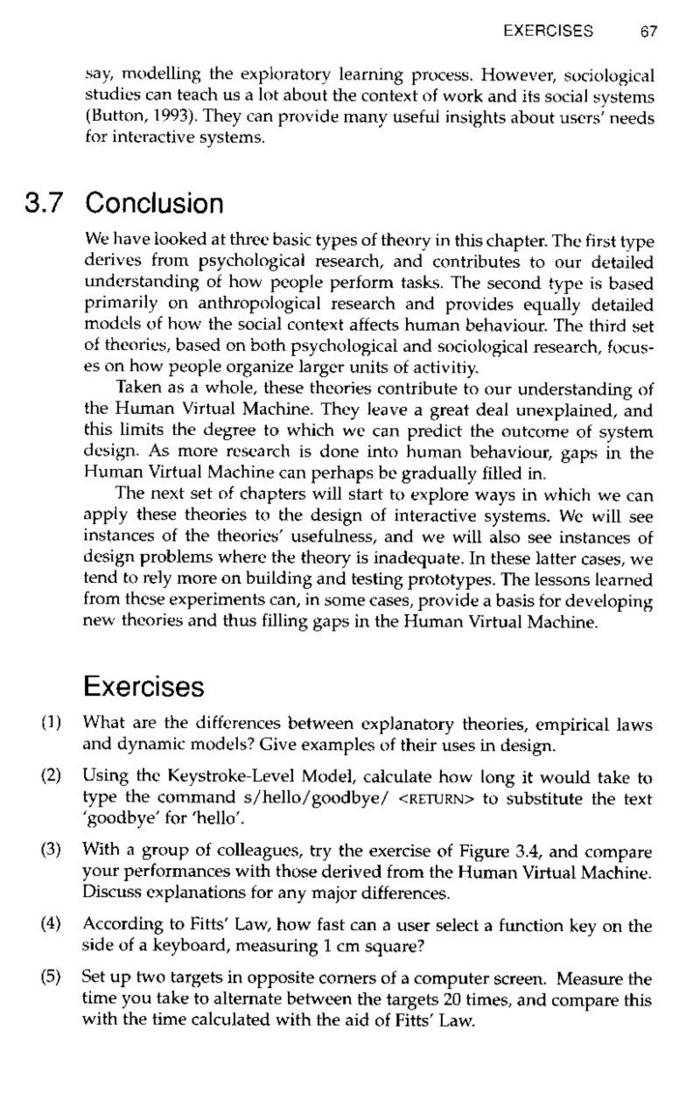 EXERCISES 67
say, modelling the exploratory learning process. However, sociological
studies can teach us a lot about the context of work and its social systems
(Button, 1993). They can provide many useful insights about users' needs
for interactive systems.
3.7 Conclusion
We have looked at three basic types of theory in this chapter. The first type
derives from psychological research, and contributes to our detailed
understanding of how people perform tasks. The second type is based
primarily on anthropological research and provides equally detailed
models of how the social context affects human behaviour. The third set
of theories, based on both psychological and sociological research, focus-
es on how people organize larger units of activitiy.
Taken as a whole, these theories contribute to our understanding of
the Human Virtual Machine. They leave a great deal unexplained, and
this limits the degree to which we can predict the outcome of system
design. As more research is done into human behaviour, gaps in the
Human Virtual Machine can perhaps be gradually filled in.
The next set of chapters will start to explore ways in which we can
apply these theories to the design of interactive systems. We will see
instances of the theories' usefulness, and we will also see instances of
design problems where the theory is inadequate. In these latter cases, we
tend to rely more on building and testing prototypes. The lessons learned
from these experiments can, in some cases, provide a basis for developing
new theories and thus filling gaps in the Human Virtual Machine.
Exercises
(1) What are the differences between explanatory theories, empirical laws
and dynamic models? Give examples of their uses in design.
(2) Using the Keystroke-Level Model, calculate how long it would take to
type the command s/hello/goodbye/ <RETURN> to substitute the text
'goodbye' for 'hello'.
(3) With a group of colleagues, try the exercise of Figure 3.4, and compare
your performances with those derived from the Human Virtual Machine.
Discuss explanations for any major differences.
(4) According to Fitts' Law, how fast can a user select a function key on the
side of a keyboard, measuring 1 cm square?
(5) Set up two targets in opposite corners of a computer screen. Measure the
time you take to alternate between the targets 20 times, and compare this
with the time calculated with the aid of Fitts' Law.